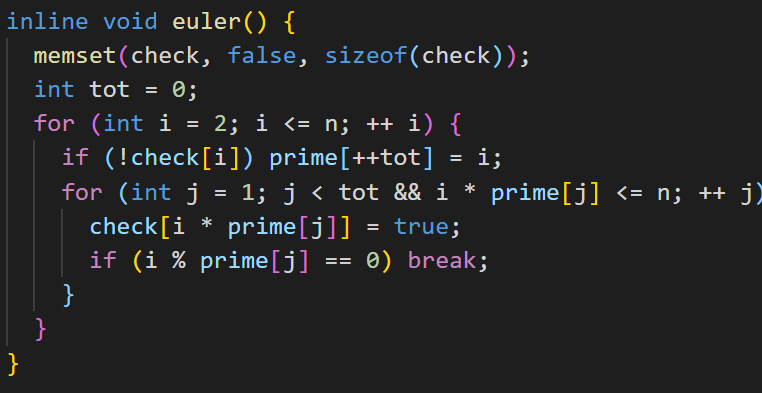 inline void euler() {
  memset(check, false, sizeof(check));
  int tot = 0;
  for (int i = 2; i <= n; ++ i) {
    if (!check[i]) prime[++tot] = i;
    for (int j = 1; j < tot && i * prime[j] <= n; ++ j)
      check[i * prime[j]] = true;
      if (i % prime[j] == 0) break;
    }
  }
}